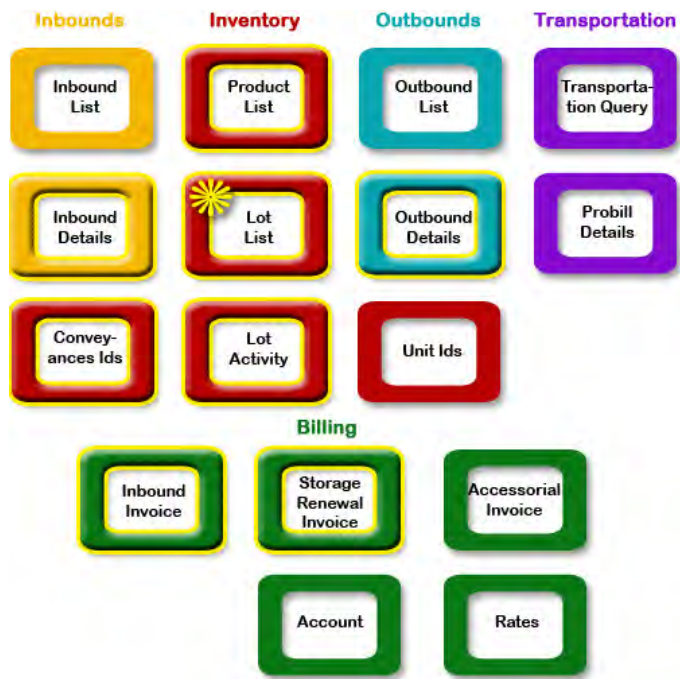 Inbounds Inventory Outbounds Transportation
Inbound
List
Product
List
Outbound
List
Transporta-
tion Query
Inbound
Details
Lot
List
Outbound
Details
Probill
Details
Convey-
ances Ids
Lot
Activity
Unit Ids
Billing
Inbound
Invoice
Storage
Renewal
Invoice
Accessorial
Invoice
Account
Rates